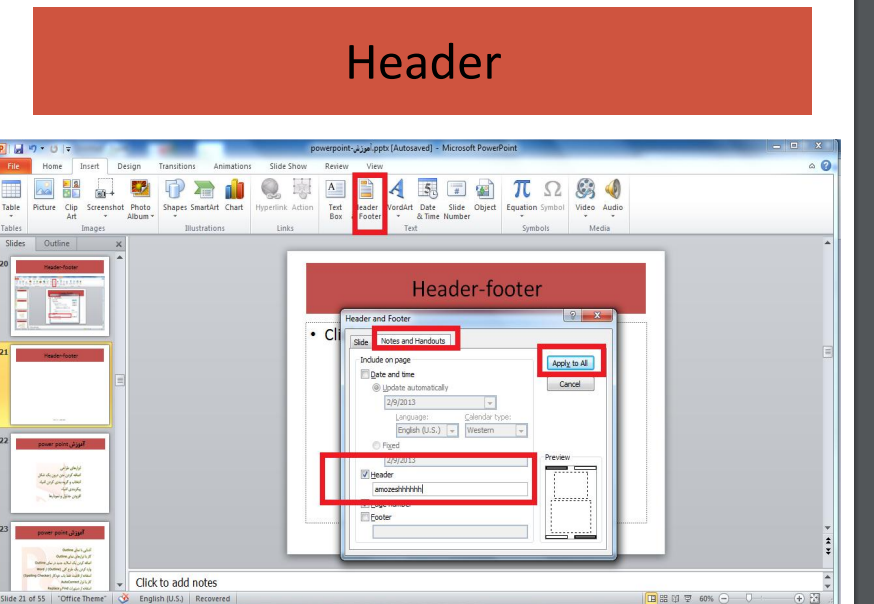 Header
آموزش-powerpoint.pptx [Autosaved] - Microsoft PowerPoint
File Home Insert Design Transitions Animations Slide Show Review View
Table Picture Clip Art Screenshot Photo Album Shapes SmartArt Chart Hyperlink Action Text Box Header & Footer WordArt Date & Time Slide Number Object Equation Symbol Video Audio
Tables Images Illustrations Links Text Symbols Media
Slides Outline
20
Header-footer
21
Header-footer
22
آموزش power point
23
آموزش power point
Header-footer
• Cli
Header and Footer
Slide Notes and Handouts
Include on page
Date and time
Update automatically
2/9/2013
Language: Calendar type:
English (U.S.) Western
Fixed
2/9/2013
Header
amozeshhhhhh
Page number
Footer
Apply to All
Cancel
Preview
Click to add notes
Slide 21 of 55 "Office Theme" English (U.S.) Recovered 60%